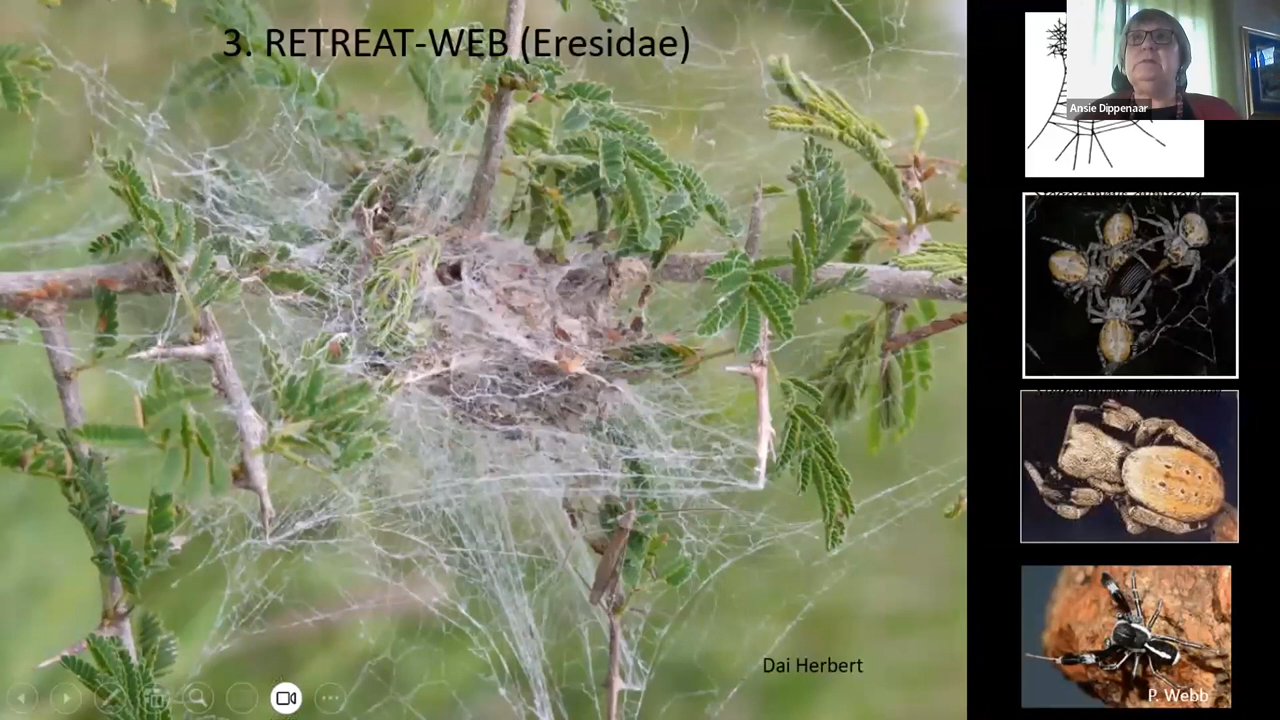 3. RETREAT-WEB (Eresidae)
Ansie Dippenaar
Dai Herbert
P. Webb